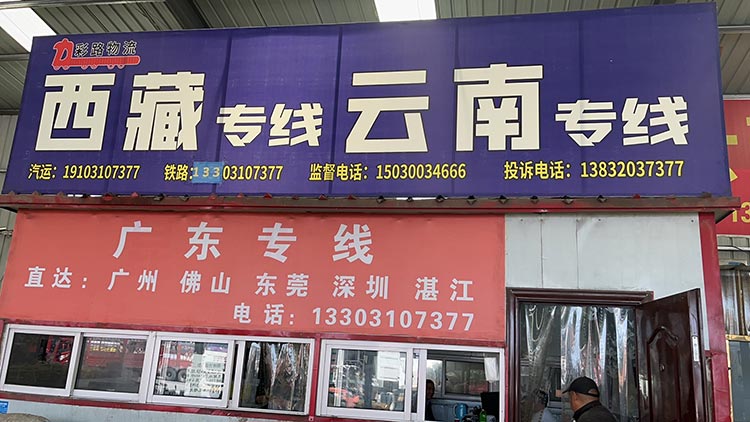 彩路物流
西藏专线云南专线
汽运：19103107377 铁路：13303107377 监督电话：15030034666 投诉电话：13832037377
广东专线
直达：广州 佛山 东莞 深圳 湛江
电话：13303107377